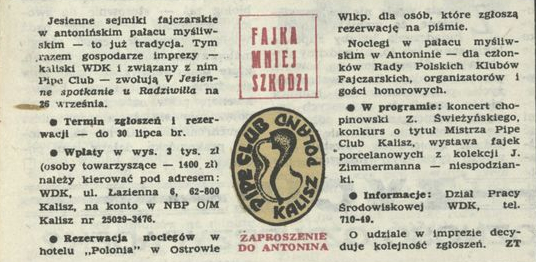 Jesienne sejmiki fajczarskie
w antonińskim pałacu myśliw-
skim — to już tradycja. Tym
razem gospodarze imprezy —
kaliski WDK i związany z nim
Pipe Club — zwołują V Jesien-
ne spotkanie u Radziwiłła na
26 września.
● Termin zgłoszeń i rezer-
wacji — do 30 lipca br.
● Wpłaty w wys. 3 tys. zł
(osoby towarzyszące — 1400 zł)
należy kierować pod adresem:
WDK, ul. Łazienna 6, 62-800
Kalisz, na konto w NBP O/M
Kalisz nr 25029-3476.
● Rezerwacja noclegów w
hotelu „Polonia" w Ostrowie
FAJKA
MNIEJ
SZKODZI
PIPE CLUB POLAND
KALISZ
ZAPROSZENIE
DO ANTONINA
Wlkp. dla osób, które zgłoszą
rezerwację na piśmie.
Noclegi w pałacu myśliw-
skim w Antoninie — dla człon-
ków Rady Polskich Klubów
Fajczarskich, organizatorów i
gości honorowych.
● W programie: koncert cho-
pinowski Z. Świeżyńskiego,
konkurs o tytuł Mistrza Pipe
Club Kalisz, wystawa fajek
porcelanowych z kolekcji J.
Zimmermanna — niespodzian-
ki.
● Informacje: Dział Pracy
Środowiskowej WDK, tel.
710-49.
O udziale w imprezie decy-
duje kolejność zgłoszeń. ZT